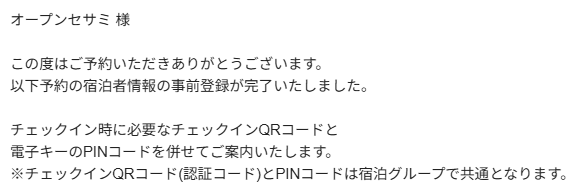 オープンセサミ 様
この度はご予約いただきありがとうございます。
以下予約の宿泊者情報の事前登録が完了いたしました。
チェックイン時に必要なチェックインQRコードと
電子キーのPINコードを併せてご案内いたします。
※チェックインQRコード(認証コード)とPINコードは宿泊グループで共通となります。